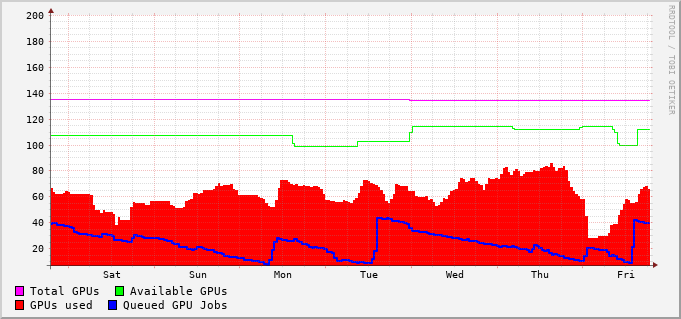 200
180
160
140
120
100
80
60
40
20
Sat Sun Mon Tue Wed Thu Fri
Total GPUs Available GPUs
GPUs used Queued GPU Jobs
RRDTOOL / TOBI OETIKER